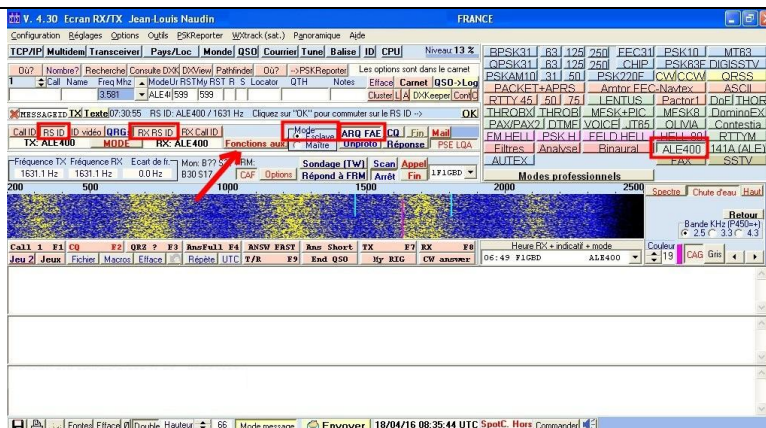 V. 4.30 Ecran RX/TX Jean-Louis Naudin FRANCE
Configuration Réglages Options Outils PSKReporter WXtrack (sat.) Panoramique Aide
TCP/IP Multidem Transceiver Pays/Loc Monde QSO Courrier Tune Balise ID CPU Niveau: 13 %
Où? Nombre? Recherche Consulte DXK DXView Pathfinder Où? -->PSKReporter Les options sont dans le carnet
1 Call Name Freq Mhz ModeUr RST My RST R S Locator QTH Notes Efface Carnet QSO->Log
3.581 ALE4( 599 599 Cluster L A DXKeeper Cont C
MESSAGE ID TX Texte 07:30:55 RS ID: ALE400 / 1631 Hz Cliquez sur "OK" pour commuter sur le RS ID --> OK
Call ID RS ID ID vidéo QRG: RX RS ID RX Call ID Mode Esclave ARQ FAE CQ Fin Mail
TX: ALE400 MODE RX: ALE400 Fonctions aux. Maître Unproto Réponse PSE LQA
Fréquence TX Fréquence RX Ecart de fr. Mon: B?? S FRM: Sondage (TW) Scan Appel
1631.1 Hz 1631.1 Hz 0.0 Hz B30 S17 CAF Options Répond à FRM Arrêt Fin 1F1GBD
BPSK31 63 125 250 FEC31 PSK10 MT63
QPSK31 63 125 250 CHIP PSK63F DIGISSTV
PSKAM10 31 50 PSK220F CW CCW QRSS
PACKET+APRS Amtor FEC-Navtex ASCII
RTTY 45 50 75 LENTUS Pactor1 DoF THOR
THROBX THROB MFSK+PIC MFSK8 DominoEX
PAX/PAX2 DTMF VOICE JT65 OLIVIA Contestia
FM HELL PSK H FELD HELL HELL 80 RTTYM
Filtres Analyse Binaural ALE400 141A (ALE)
AUTEX FAX SSTV
Modes professionnels
200 500 1000 2000 2500
Spectre Chute d'eau Haut
Retour
Bande KHz (P450=+)
2.5 3.3 4.3
Call 1 F1 CQ F2 QRZ ? F3 AnsFull F4 ANSW FAST Ans Short TX F7 RX F8 Heure RX + indicatif + mode Couleur
Jeu 2 Jeux Fichier Macros Efface Répète UTC T/R F9 End QSO My RIG CW answer 06:49 F1GBD ALE400 19 CAG Gris
Fontes Efface Ø Double Hauteur 66 Mode message Envoyer 18/04/16 08:35:44 UTC SpotC. Hors Commander